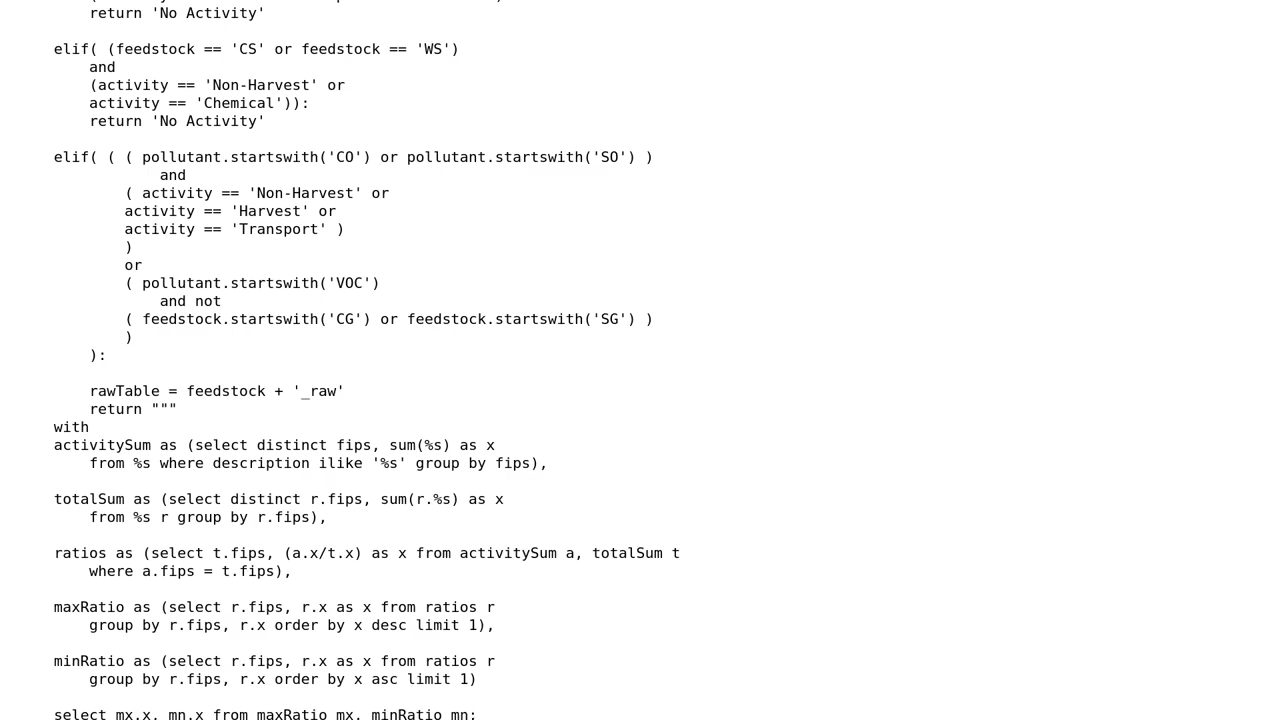 return 'No Activity'
elif( (feedstock == 'CS' or feedstock == 'WS')
and
(activity == 'Non-Harvest' or
activity == 'Chemical')):
return 'No Activity'
elif( ( ( pollutant.startswith('CO') or pollutant.startswith('SO') )
and
( activity == 'Non-Harvest' or
activity == 'Harvest' or
activity == 'Transport' )
)
or
( pollutant.startswith('VOC')
and not
( feedstock.startswith('CG') or feedstock.startswith('SG') )
)
):
rawTable = feedstock + '_raw'
return """
with
activitySum as (select distinct fips, sum(%s) as x
from %s where description ilike '%s' group by fips),
totalSum as (select distinct r.fips, sum(r.%s) as x
from %s r group by r.fips),
ratios as (select t.fips, (a.x/t.x) as x from activitySum a, totalSum t
where a.fips = t.fips),
maxRatio as (select r.fips, r.x as x from ratios r
group by r.fips, r.x order by x desc limit 1),
minRatio as (select r.fips, r.x as x from ratios r
group by r.fips, r.x order by x asc limit 1)
select mx.x, mn.x from maxRatio mx, minRatio mn;